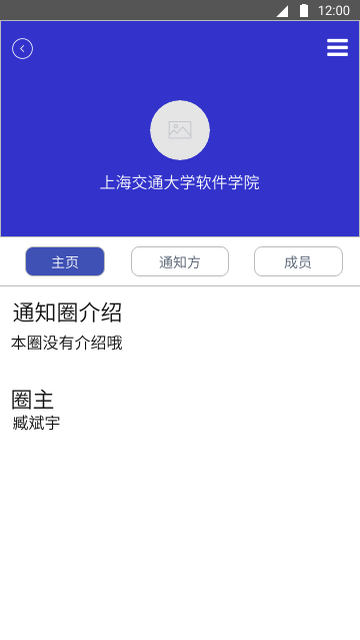 12:00
上海交通大学软件学院
主页 通知方 成员
通知圈介绍
本圈没有介绍哦
圈主
臧斌宇